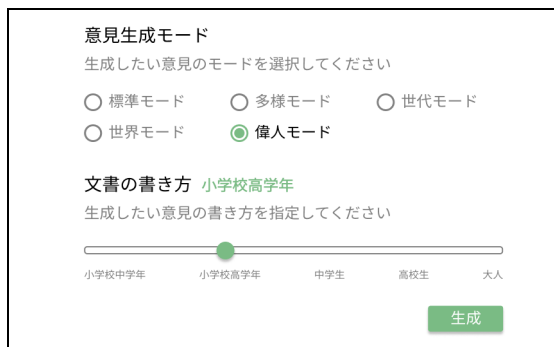 意見生成モード
生成したい意見のモードを選択してください
標準モード 多様モード 世代モード
世界モード 偉人モード
文書の書き方 小学校高学年
生成したい意見の書き方を指定してください
小学校中学年 小学校高学年 中学生 高校生 大人
生成